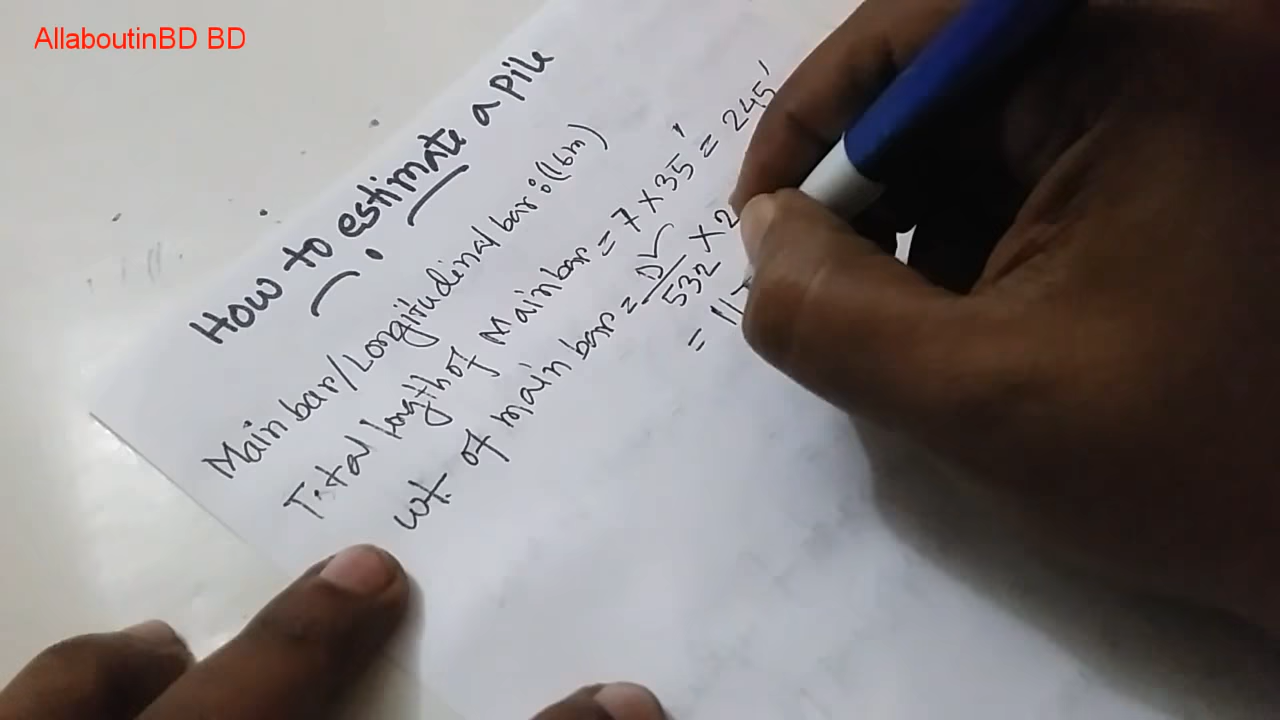 AllaboutinBD BD
How to estimate a pile
Main bar/Longitudinal bar: (16m)
Total length of Main bar = 7 x 35' = 245'
wt. of main bar = D²/532 x 2
= 11